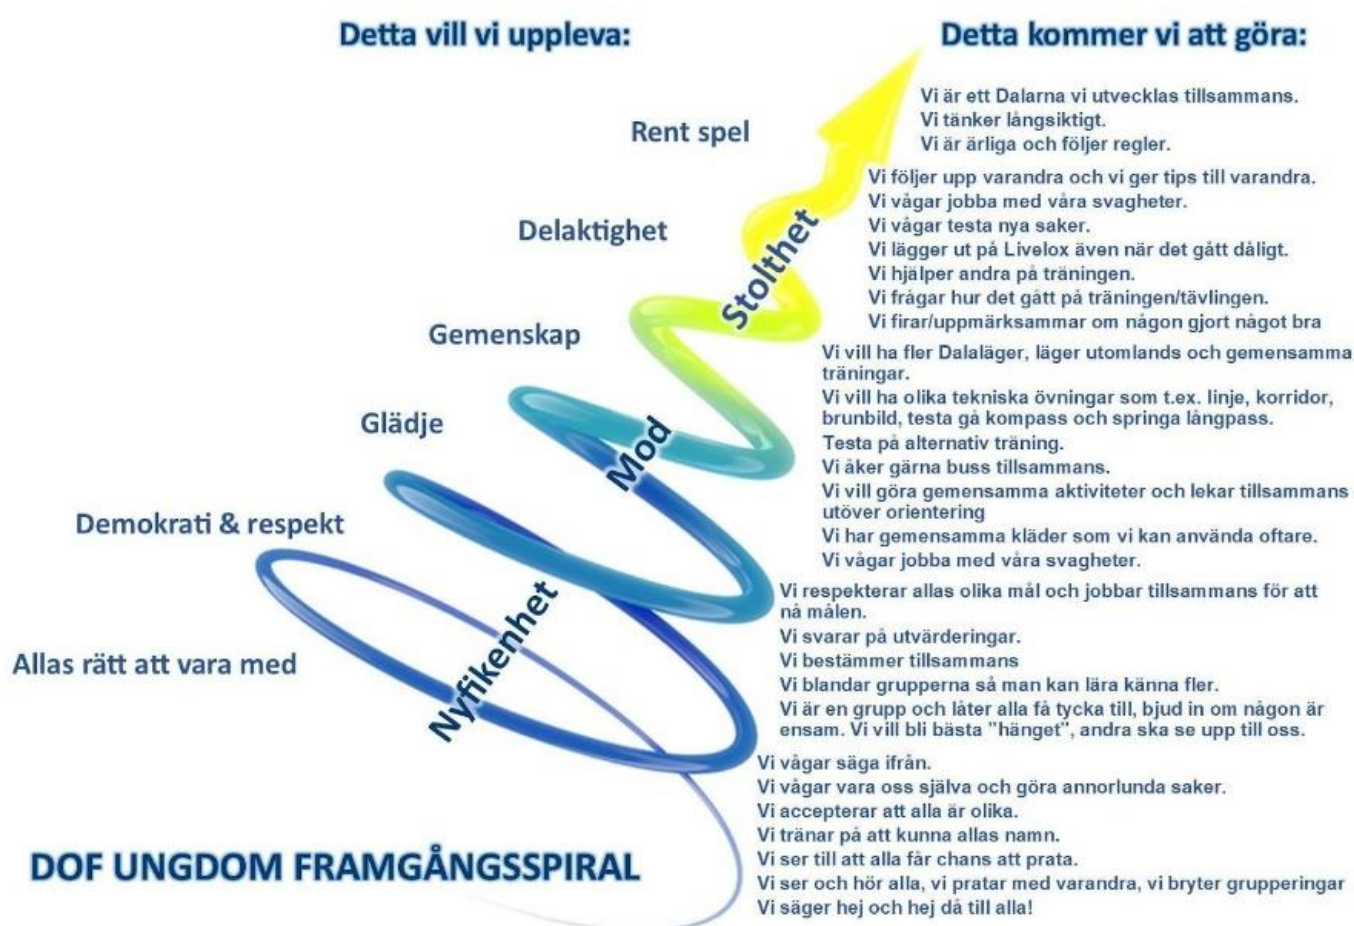 Detta vill vi uppleva:
Detta kommer vi att göra:
Rent spel
Delaktighet
Gemenskap
Glädje
Demokrati & respekt
Allas rätt att vara med
Stolthet
Mod
Nyfikenhet
Vi är ett Dalarna vi utvecklas tillsammans.
Vi tänker långsiktigt.
Vi är ärliga och följer regler.
Vi följer upp varandra och vi ger tips till varandra.
Vi vågar jobba med våra svagheter.
Vi vågar testa nya saker.
Vi lägger ut på Livelox även när det gått dåligt.
Vi hjälper andra på träningen.
Vi frågar hur det gått på träningen/tävlingen.
Vi firar/uppmärksammar om någon gjort något bra
Vi vill ha fler Dalaläger, läger utomlands och gemensamma
träningar.
Vi vill ha olika tekniska övningar som t.ex. linje, korridor,
brunbild, testa gå kompass och springa långpass.
Testa på alternativ träning.
Vi åker gärna buss tillsammans.
Vi vill göra gemensamma aktiviteter och lekar tillsammans
utöver orientering
Vi har gemensamma kläder som vi kan använda oftare.
Vi vågar jobba med våra svagheter.
Vi respekterar allas olika mål och jobbar tillsammans för att
nå målen.
Vi svarar på utvärderingar.
Vi bestämmer tillsammans
Vi blandar grupperna så man kan lära känna fler.
Vi är en grupp och låter alla få tycka till, bjud in om någon är
ensam. Vi vill bli bästa "hänget", andra ska se upp till oss.
Vi vågar säga ifrån.
Vi vågar vara oss själva och göra annorlunda saker.
Vi accepterar att alla är olika.
Vi tränar på att kunna allas namn.
Vi ser till att alla får chans att prata.
Vi ser och hör alla, vi pratar med varandra, vi bryter grupperingar
Vi säger hej och hej då till alla!
DOF UNGDOM FRAMGÅNGSSPIRAL